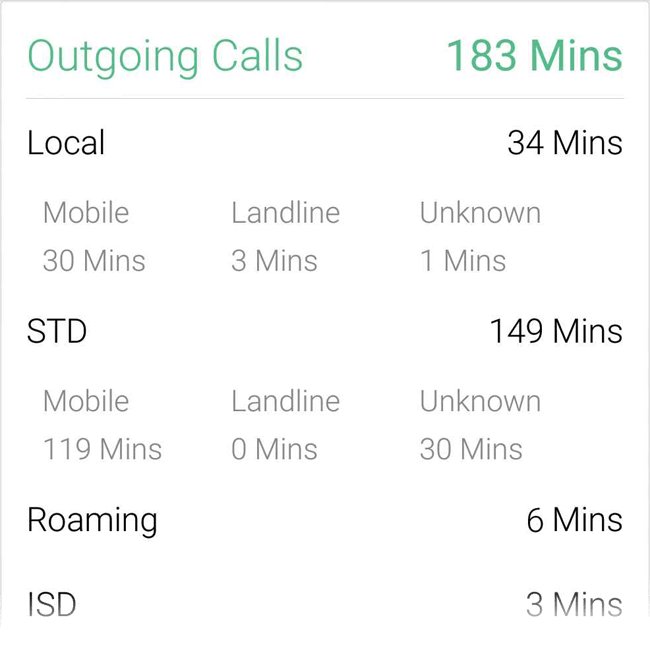 Outgoing Calls 183 Mins
Local 34 Mins
Mobile Landline Unknown
30 Mins 3 Mins 1 Mins
STD 149 Mins
Mobile Landline Unknown
119 Mins 0 Mins 30 Mins
Roaming 6 Mins
ISD 3 Mins